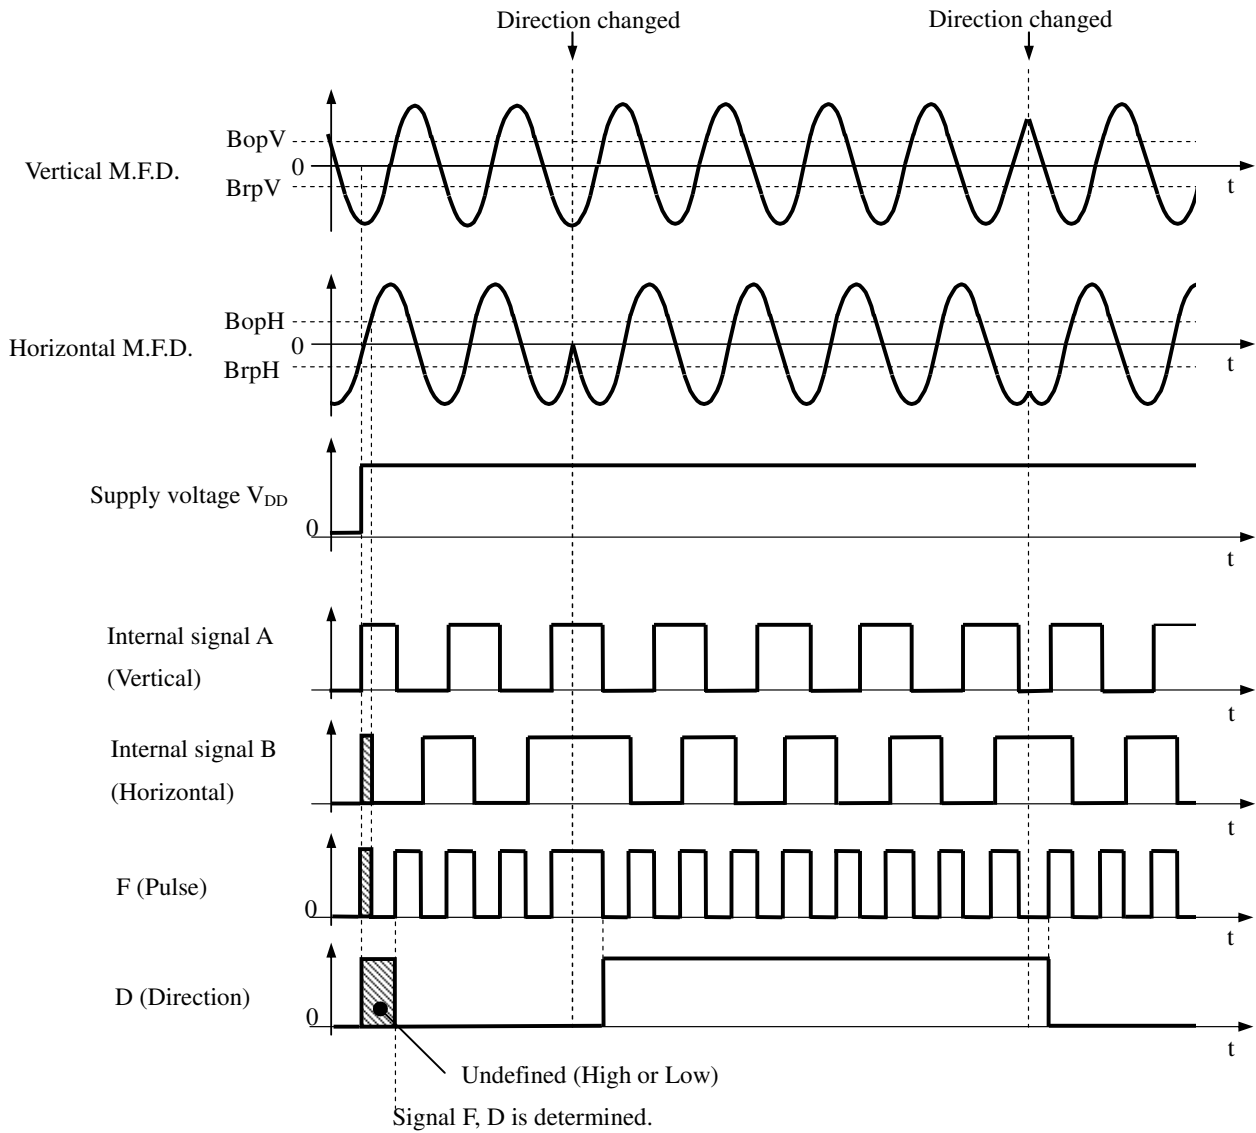 Direction changed
Direction changed
BopV
Vertical M.F.D.
0
BrpV
t
BopH
Horizontal M.F.D.
0
BrpH
t
Supply voltage VDD
0
t
Internal signal A
(Vertical)
t
Internal signal B
(Horizontal)
t
F (Pulse)
0
t
D (Direction)
0
t
Undefined (High or Low)
Signal F, D is determined.